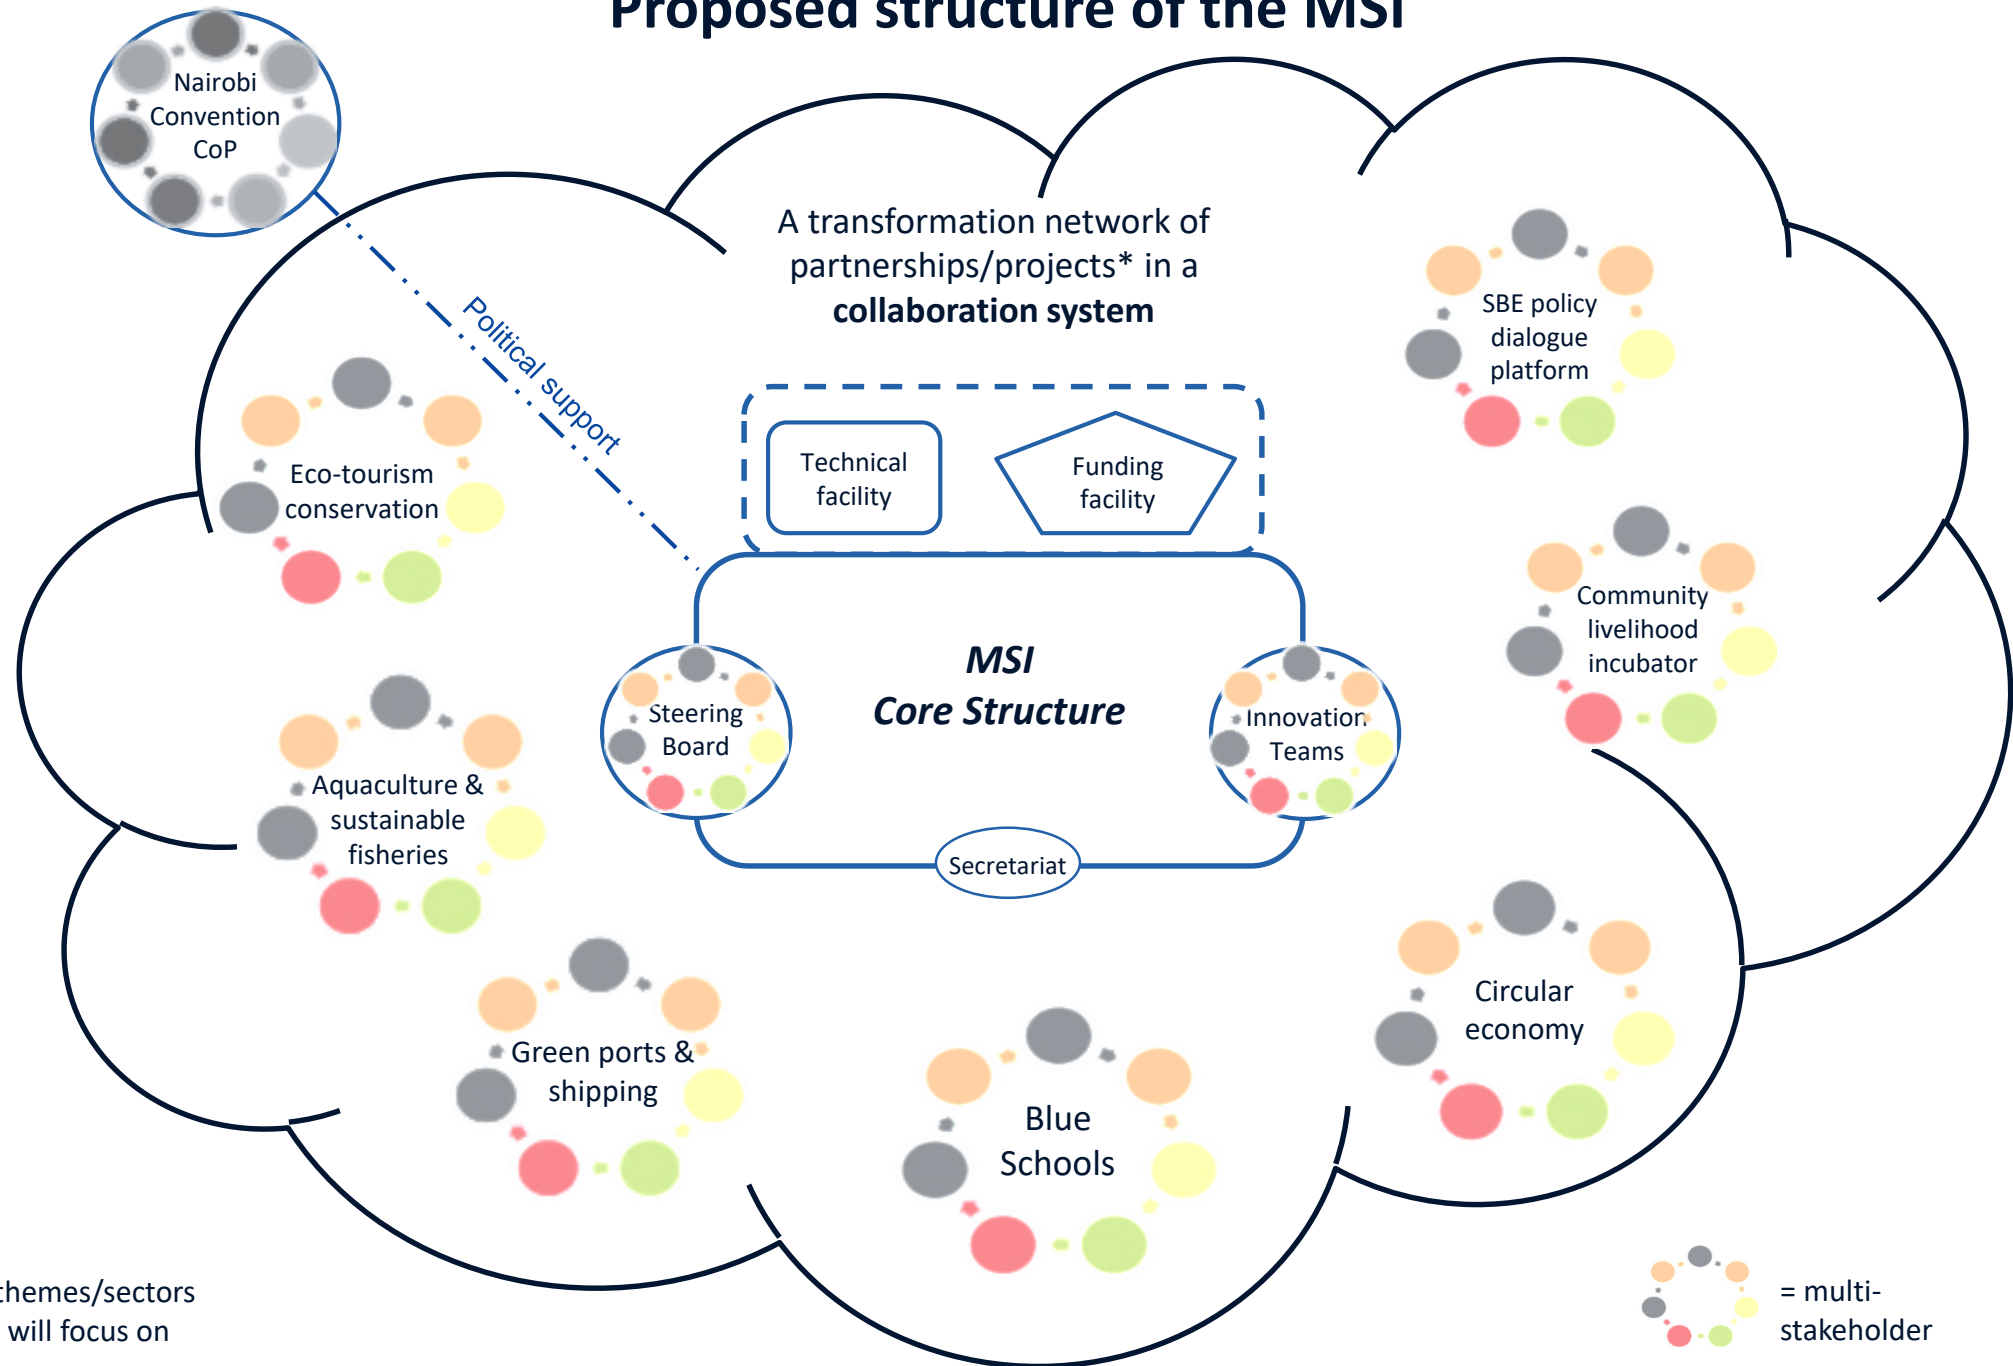 Proposed structure of the MSI
Nairobi
Convention
CoP
A transformation network of
partnerships/projects* in a
collaboration system
Political support
SBE policy
dialogue
platform
Technical
facility
Funding
facility
Eco-tourism
conservation
Community
livelihood
incubator
MSI
Core Structure
Steering
Board
Innovation
Teams
Aquaculture &
sustainable
fisheries
Secretariat
Circular
economy
Green ports &
shipping
Blue
Schools
themes/sectors
will focus on
= multi-
stakeholder